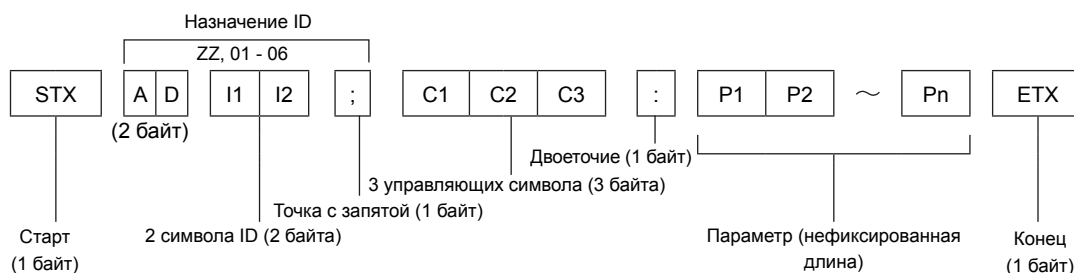 Назначение ID
ZZ, 01 - 06
STX A D I1 I2 ; C1 C2 C3 : P1 P2 ～ Pn ETX
(2 байт)
Двоеточие (1 байт)
3 управляющих символа (3 байта)
Точка с запятой (1 байт)
Старт
(1 байт)
2 символа ID (2 байта)
Параметр (нефиксированная
длина)
Конец
(1 байт)